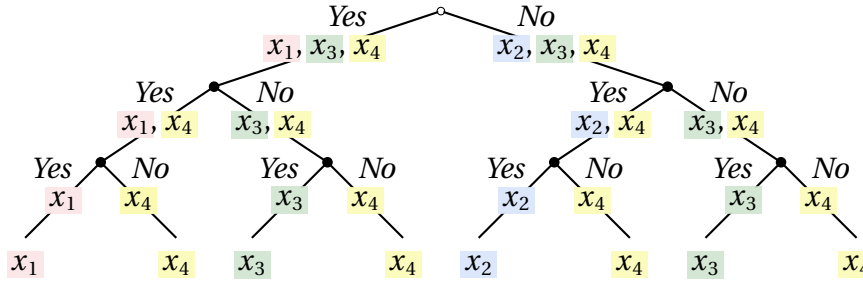 Yes No
x₁, x₃, x₄ x₂, x₃, x₄
Yes No Yes No
x₁, x₄ x₃, x₄ x₂, x₄ x₃, x₄
Yes No Yes No Yes No Yes No
x₁ x₄ x₃ x₄ x₂ x₄ x₃ x₄
x₁ x₄ x₃ x₄ x₂ x₄ x₃ x₄